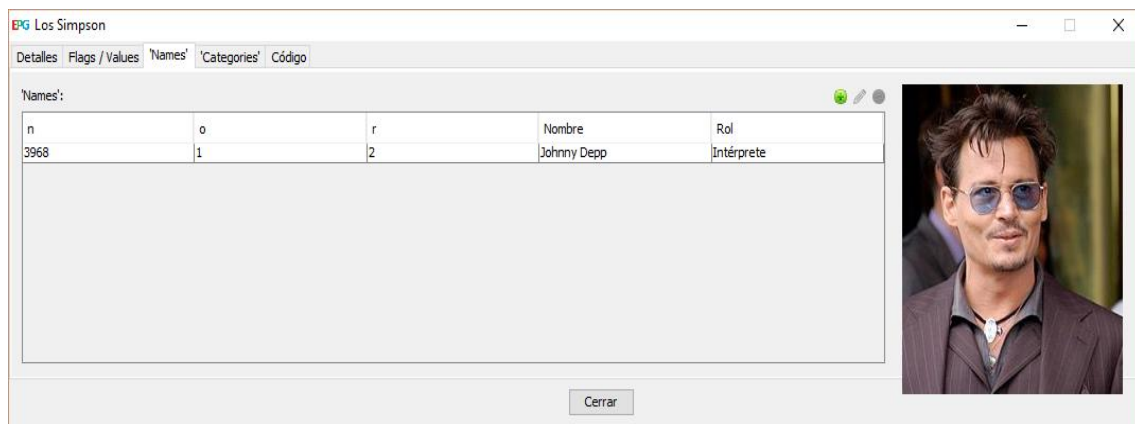 EPG Los Simpson
Detalles Flags / Values 'Names' 'Categories' Código
'Names':
n o r Nombre Rol
3968 1 2 Johnny Depp Intérprete
Cerrar